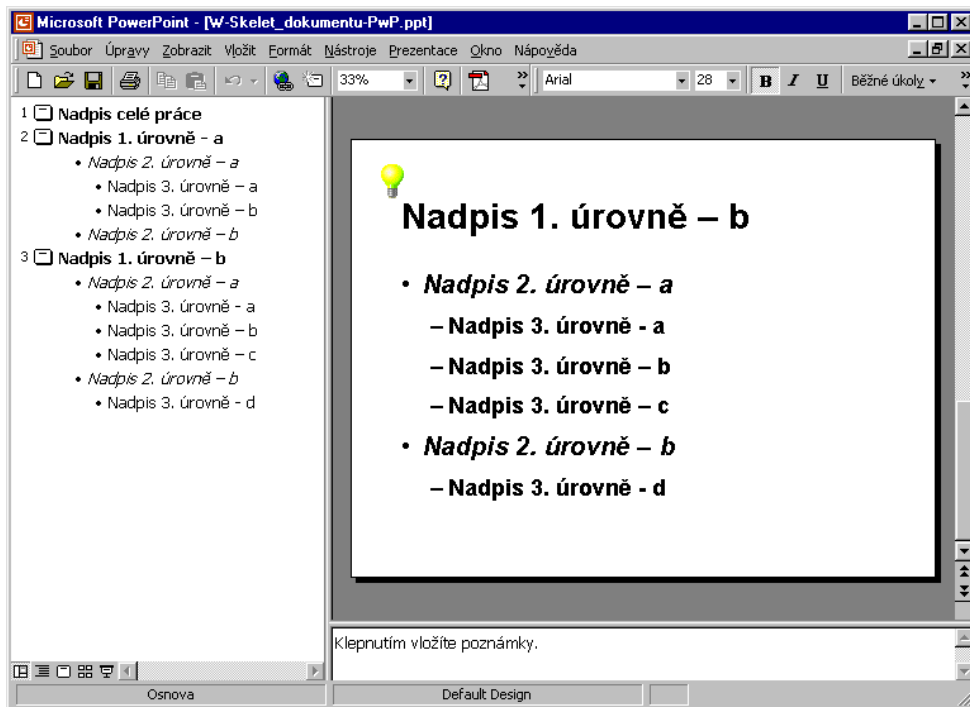 Microsoft PowerPoint - [W-Skelet_dokumentu-PwP.ppt]
Soubor Úpravy Zobrazit Vložit Formát Nástroje Prezentace Okno Nápověda
33% Arial 28 B I U Běžné úkoly
1 Nadpis celé práce
2 Nadpis 1. úrovně - a
• Nadpis 2. úrovně – a
• Nadpis 3. úrovně – a
• Nadpis 3. úrovně – b
• Nadpis 2. úrovně – b
3 Nadpis 1. úrovně – b
• Nadpis 2. úrovně – a
• Nadpis 3. úrovně - a
• Nadpis 3. úrovně – b
• Nadpis 3. úrovně – c
• Nadpis 2. úrovně – b
• Nadpis 3. úrovně - d
Nadpis 1. úrovně – b
• Nadpis 2. úrovně – a
– Nadpis 3. úrovně - a
– Nadpis 3. úrovně – b
– Nadpis 3. úrovně – c
• Nadpis 2. úrovně – b
– Nadpis 3. úrovně - d
Klepnutím vložíte poznámky.
Osnova Default Design